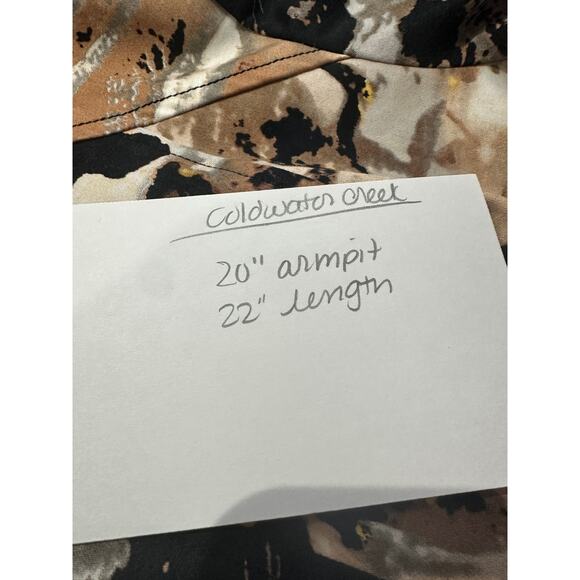 Coldwater Creek
20" armpit
22" length